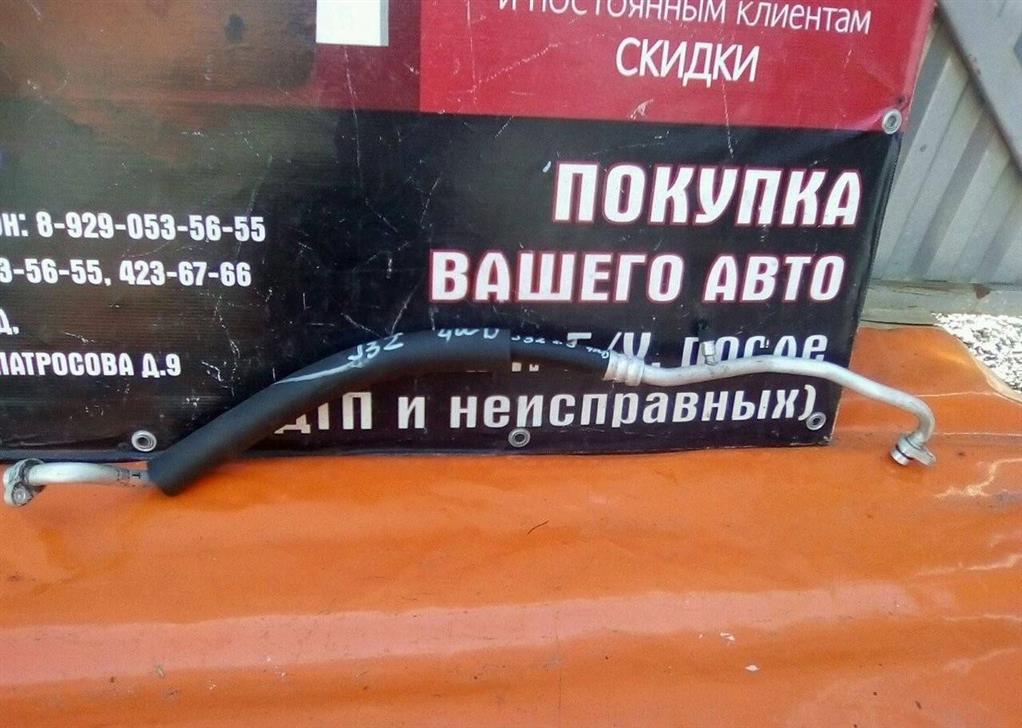 И ПОСТОЯННЫМ КЛИЕНТАМ
СКИДКИ
ПОКУПКА
ВАШЕГО АВТО
Б/У, после
ДТП и неисправных)
он: 8-929-053-56-55
3-56-55, 423-67-66
Д,
МАТРОСОВА Д.9
J32 4WD